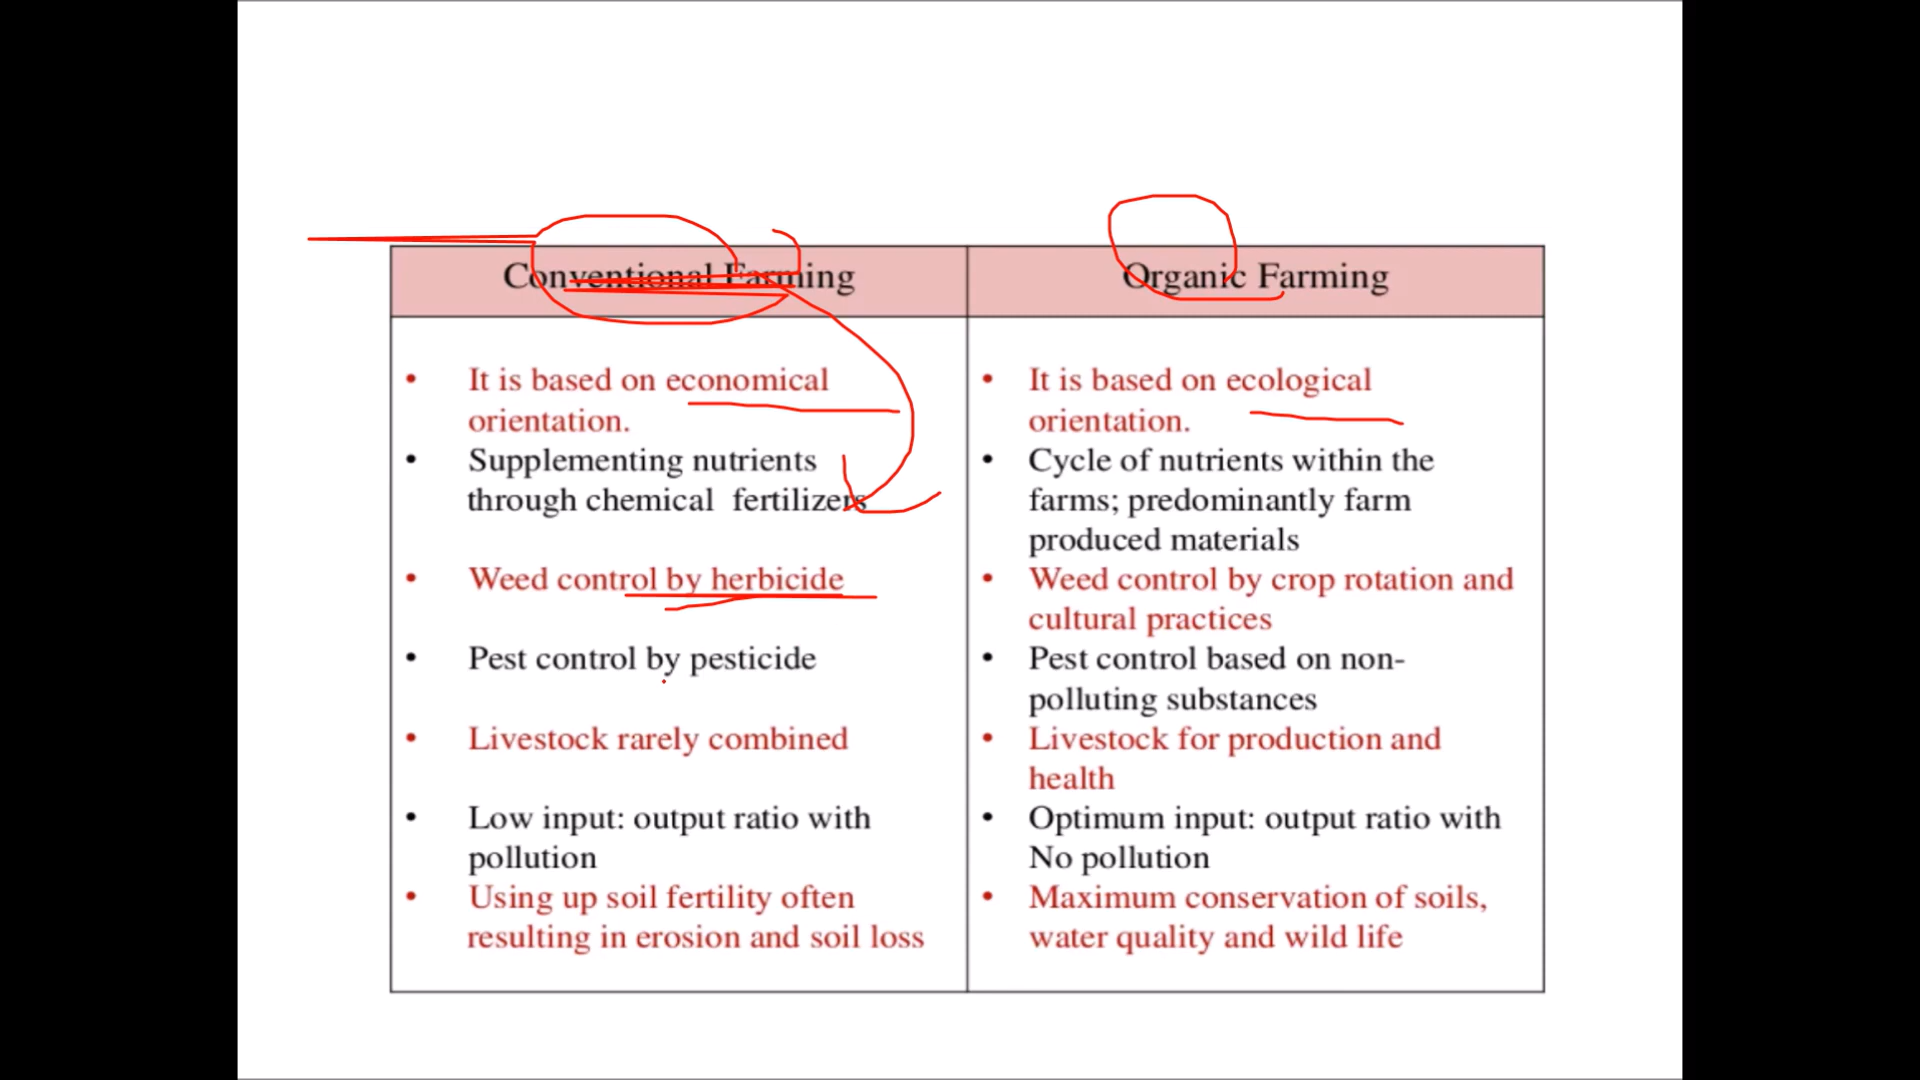 Conventional Farming
Organic Farming
• It is based on economical
orientation.
• Supplementing nutrients
through chemical fertilizers
• Weed control by herbicide
• Pest control by pesticide
• Livestock rarely combined
• Low input: output ratio with
pollution
• Using up soil fertility often
resulting in erosion and soil loss
• It is based on ecological
orientation.
• Cycle of nutrients within the
farms; predominantly farm
produced materials
• Weed control by crop rotation and
cultural practices
• Pest control based on non-
polluting substances
• Livestock for production and
health
• Optimum input: output ratio with
No pollution
• Maximum conservation of soils,
water quality and wild life